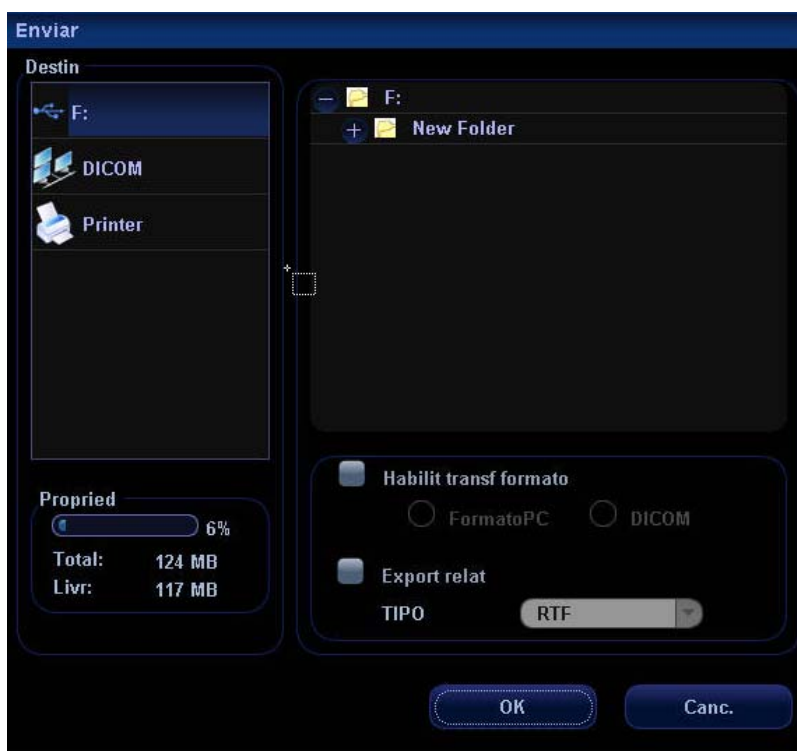 Enviar
Destin
F:
DICOM
Printer
F:
New Folder
Propried
6%
Total: 124 MB
Livr: 117 MB
Habilit transf formato
FormatoPC DICOM
Export relat
TIPO RTF
OK Canc.